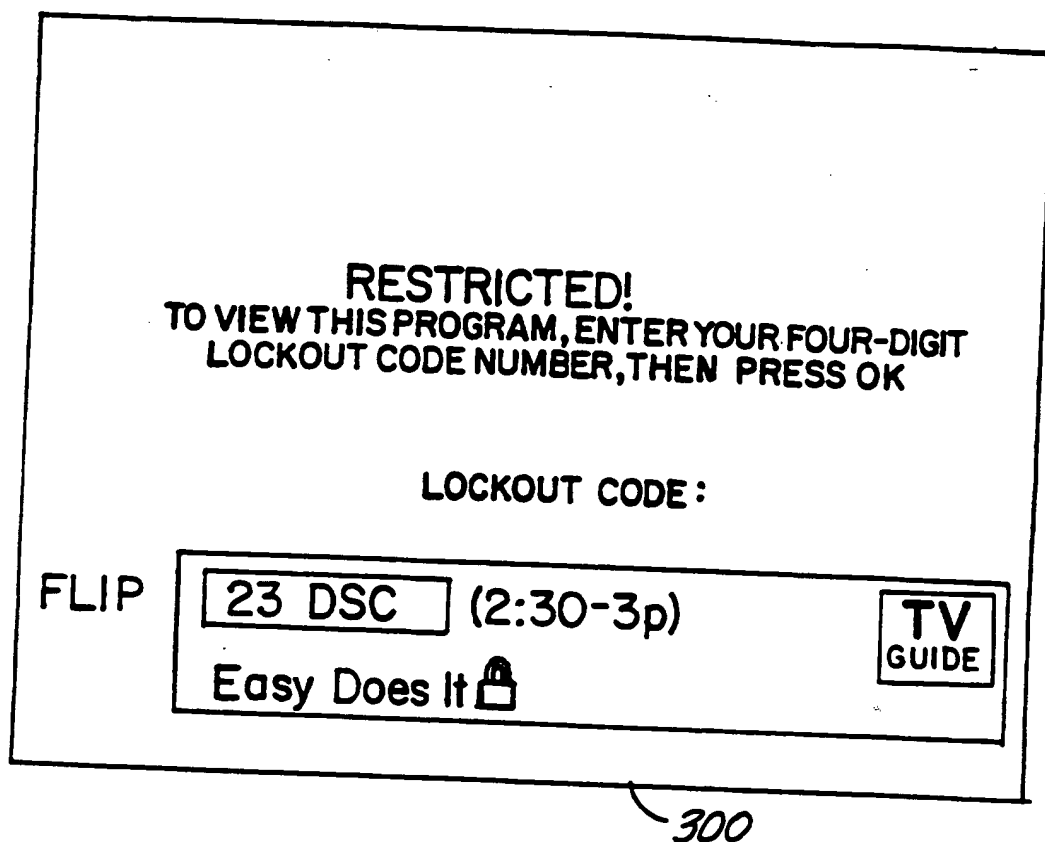 RESTRICTED!
TO VIEW THIS PROGRAM, ENTER YOUR FOUR-DIGIT
LOCKOUT CODE NUMBER, THEN PRESS OK
LOCKOUT CODE:
FLIP
23 DSC (2:30-3p)
TV
GUIDE
Easy Does It
300